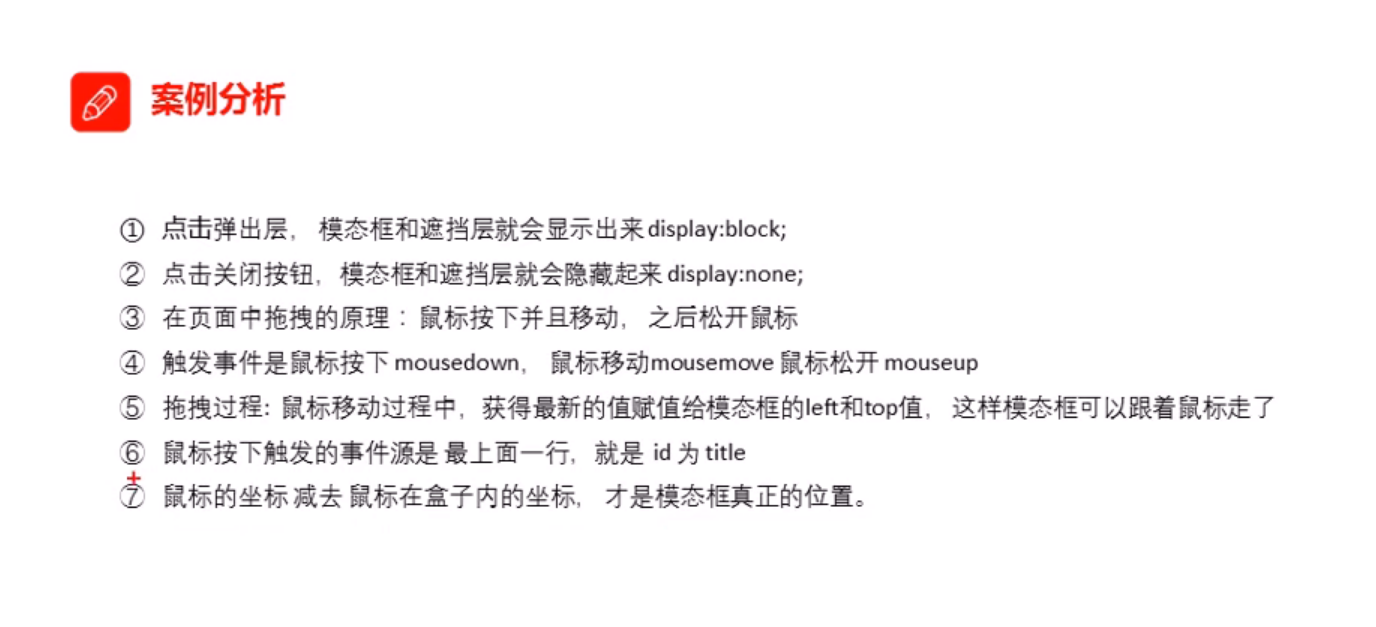 案例分析
① 点击弹出层， 模态框和遮挡层就会显示出来 display:block;
② 点击关闭按钮，模态框和遮挡层就会隐藏起来 display:none;
③ 在页面中拖拽的原理： 鼠标按下并且移动， 之后松开鼠标
④ 触发事件是鼠标按下 mousedown， 鼠标移动mousemove 鼠标松开 mouseup
⑤ 拖拽过程: 鼠标移动过程中，获得最新的值赋值给模态框的left和top值， 这样模态框可以跟着鼠标走了
⑥ 鼠标按下触发的事件源是 最上面一行，就是 id 为 title
⑦ 鼠标的坐标 减去 鼠标在盒子内的坐标， 才是模态框真正的位置。